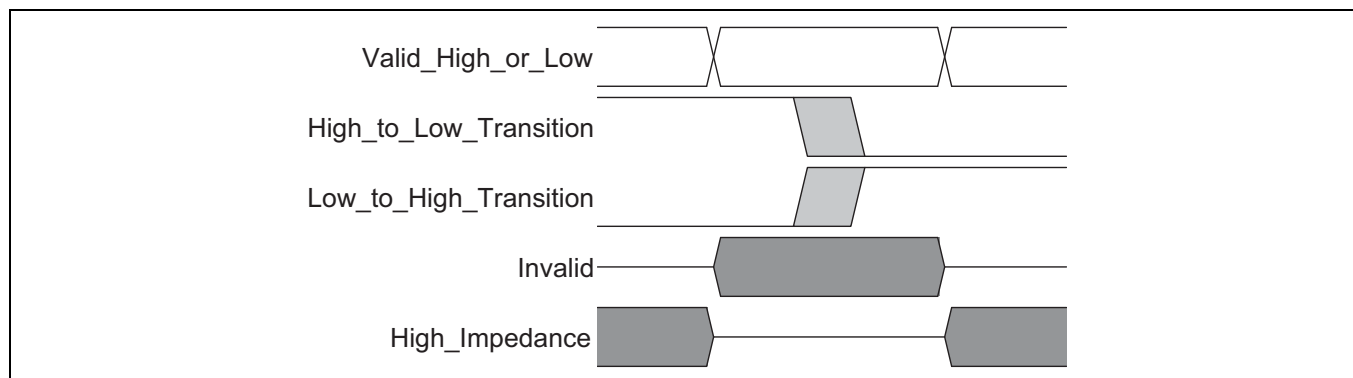 Valid_High_or_Low
High_to_Low_Transition
Low_to_High_Transition
Invalid
High_Impedance